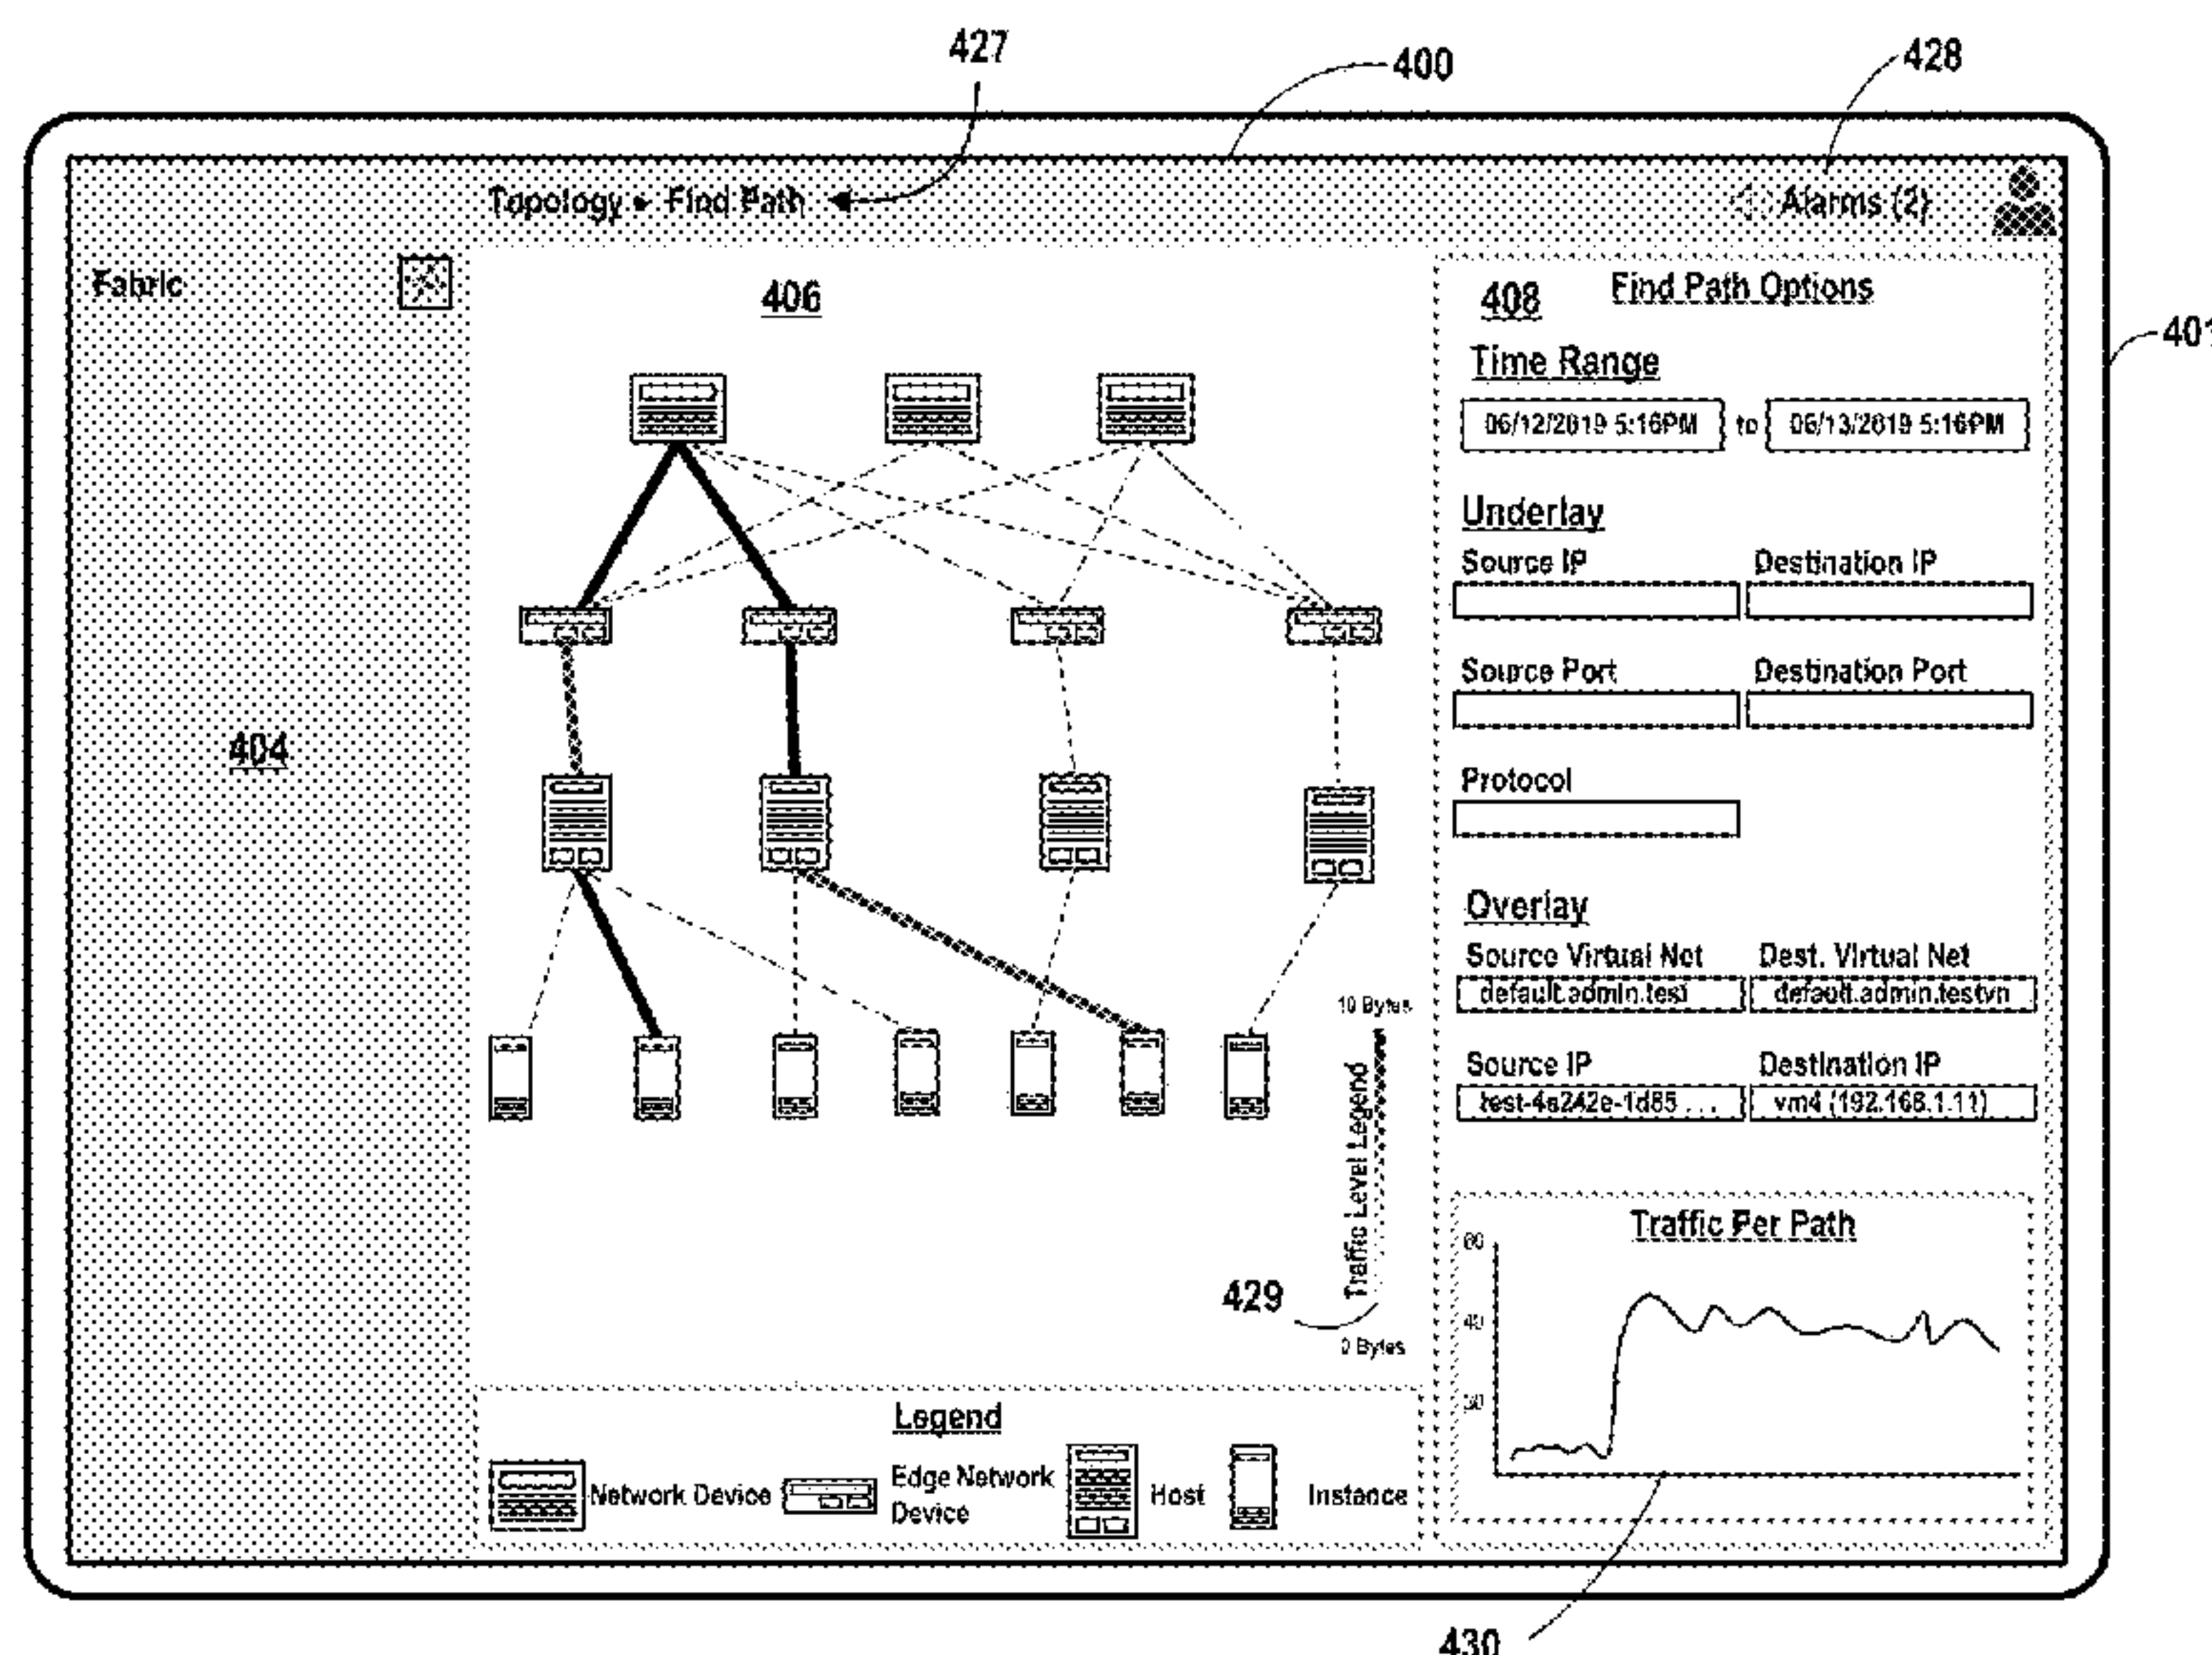 427
400
428
Topology ▸ Find Path
Alarms (2)
Fabric
406
408
Find Path Options
401
Time Range
06/12/2019 5:16PM to 06/13/2019 5:16PM
Underlay
Source IP Destination IP
Source Port Destination Port
404
Protocol
Overlay
Source Virtual Net Dest. Virtual Net
default.admin.test default.admin.testvn
10 Bytes
Source IP Destination IP
test-4a242e-1d85 ... vm4 (192.168.1.11)
Traffic Level Legend
429
0 Bytes
Traffic Per Path
60
40
Legend
Network Device
Edge Network
Device
Host
Instance
430